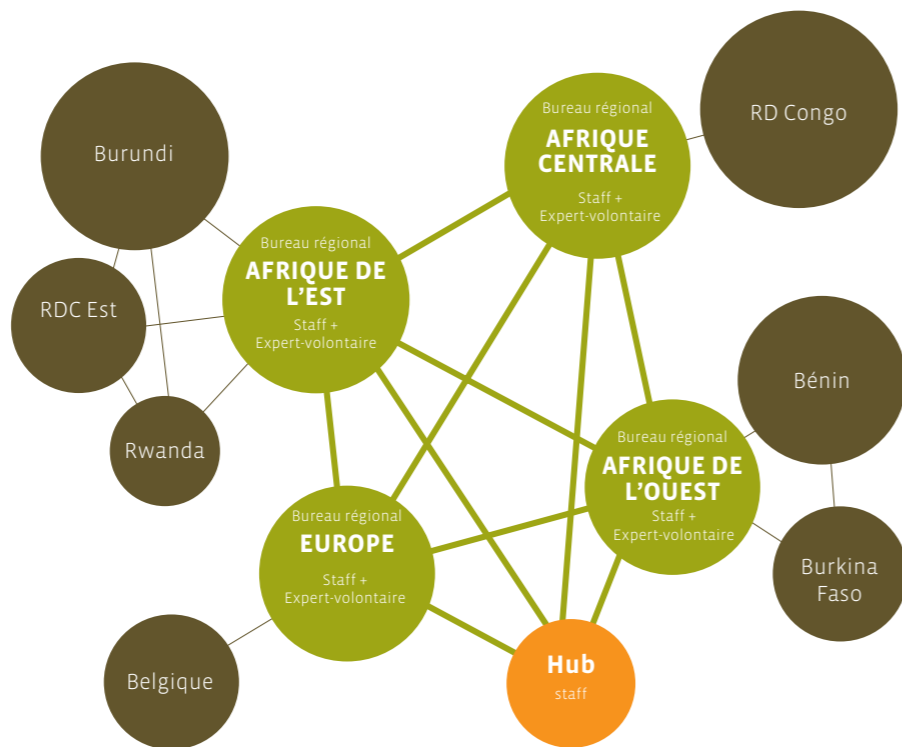 Burundi
RDC Est
Rwanda
Bureau régional
AFRIQUE DE
L'EST
Staff +
Expert-volontaire
Bureau régional
AFRIQUE
CENTRALE
Staff +
Expert-volontaire
RD Congo
Bénin
Bureau régional
AFRIQUE DE
L'OUEST
Staff +
Expert-volontaire
Burkina
Faso
Bureau régional
EUROPE
Staff +
Expert-volontaire
Belgique
Hub
staff